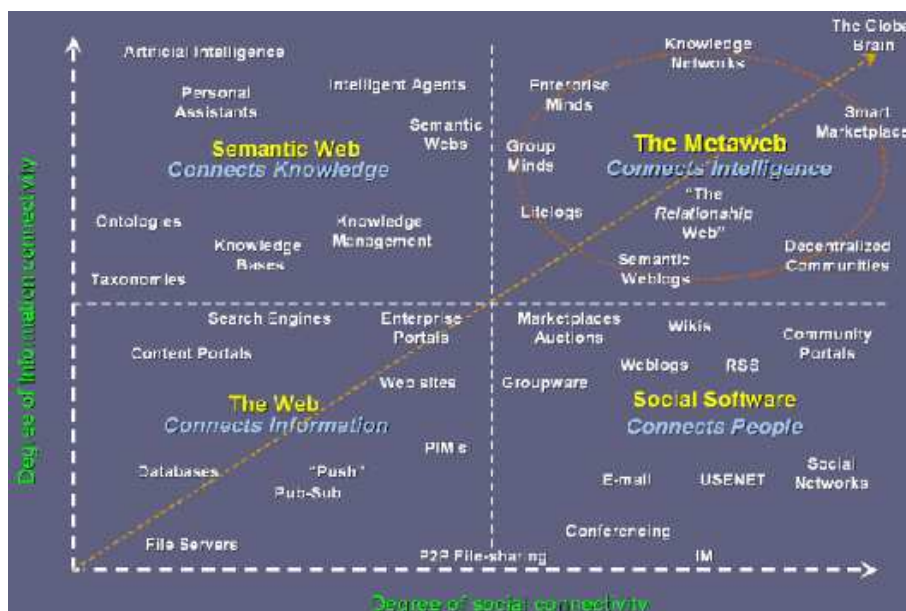 The Global
Brain
Artificial Intelligence
Knowledge
Networks
Intelligent Agents
Enterprise
Minds
Personal
Assistants
Smart
Marketplace
Semantic
Webs
Semantic Web
Connects Knowledge
Group
Minds
The Metaweb
Connects Intelligence
"The
Relationship
Web"
Lifelogs
Ontologies
Knowledge
Management
Knowledge
Bases
Decentralized
Communities
Semantic
Weblogs
Taxonomies
Degree of Information connectivity
Search Engines
Enterprise
Portals
Marketplaces
Auctions
Wikis
Community
Portals
Content Portals
Weblogs
RSS
Web sites
Groupware
The Web
Connects Information
Social Software
Connects People
PIM's
Databases
"Push"
Pub-Sub
E-mail
USENET
Social
Networks
Conferencing
File Servers
P2P File-sharing
IM
Degree of social connectivity